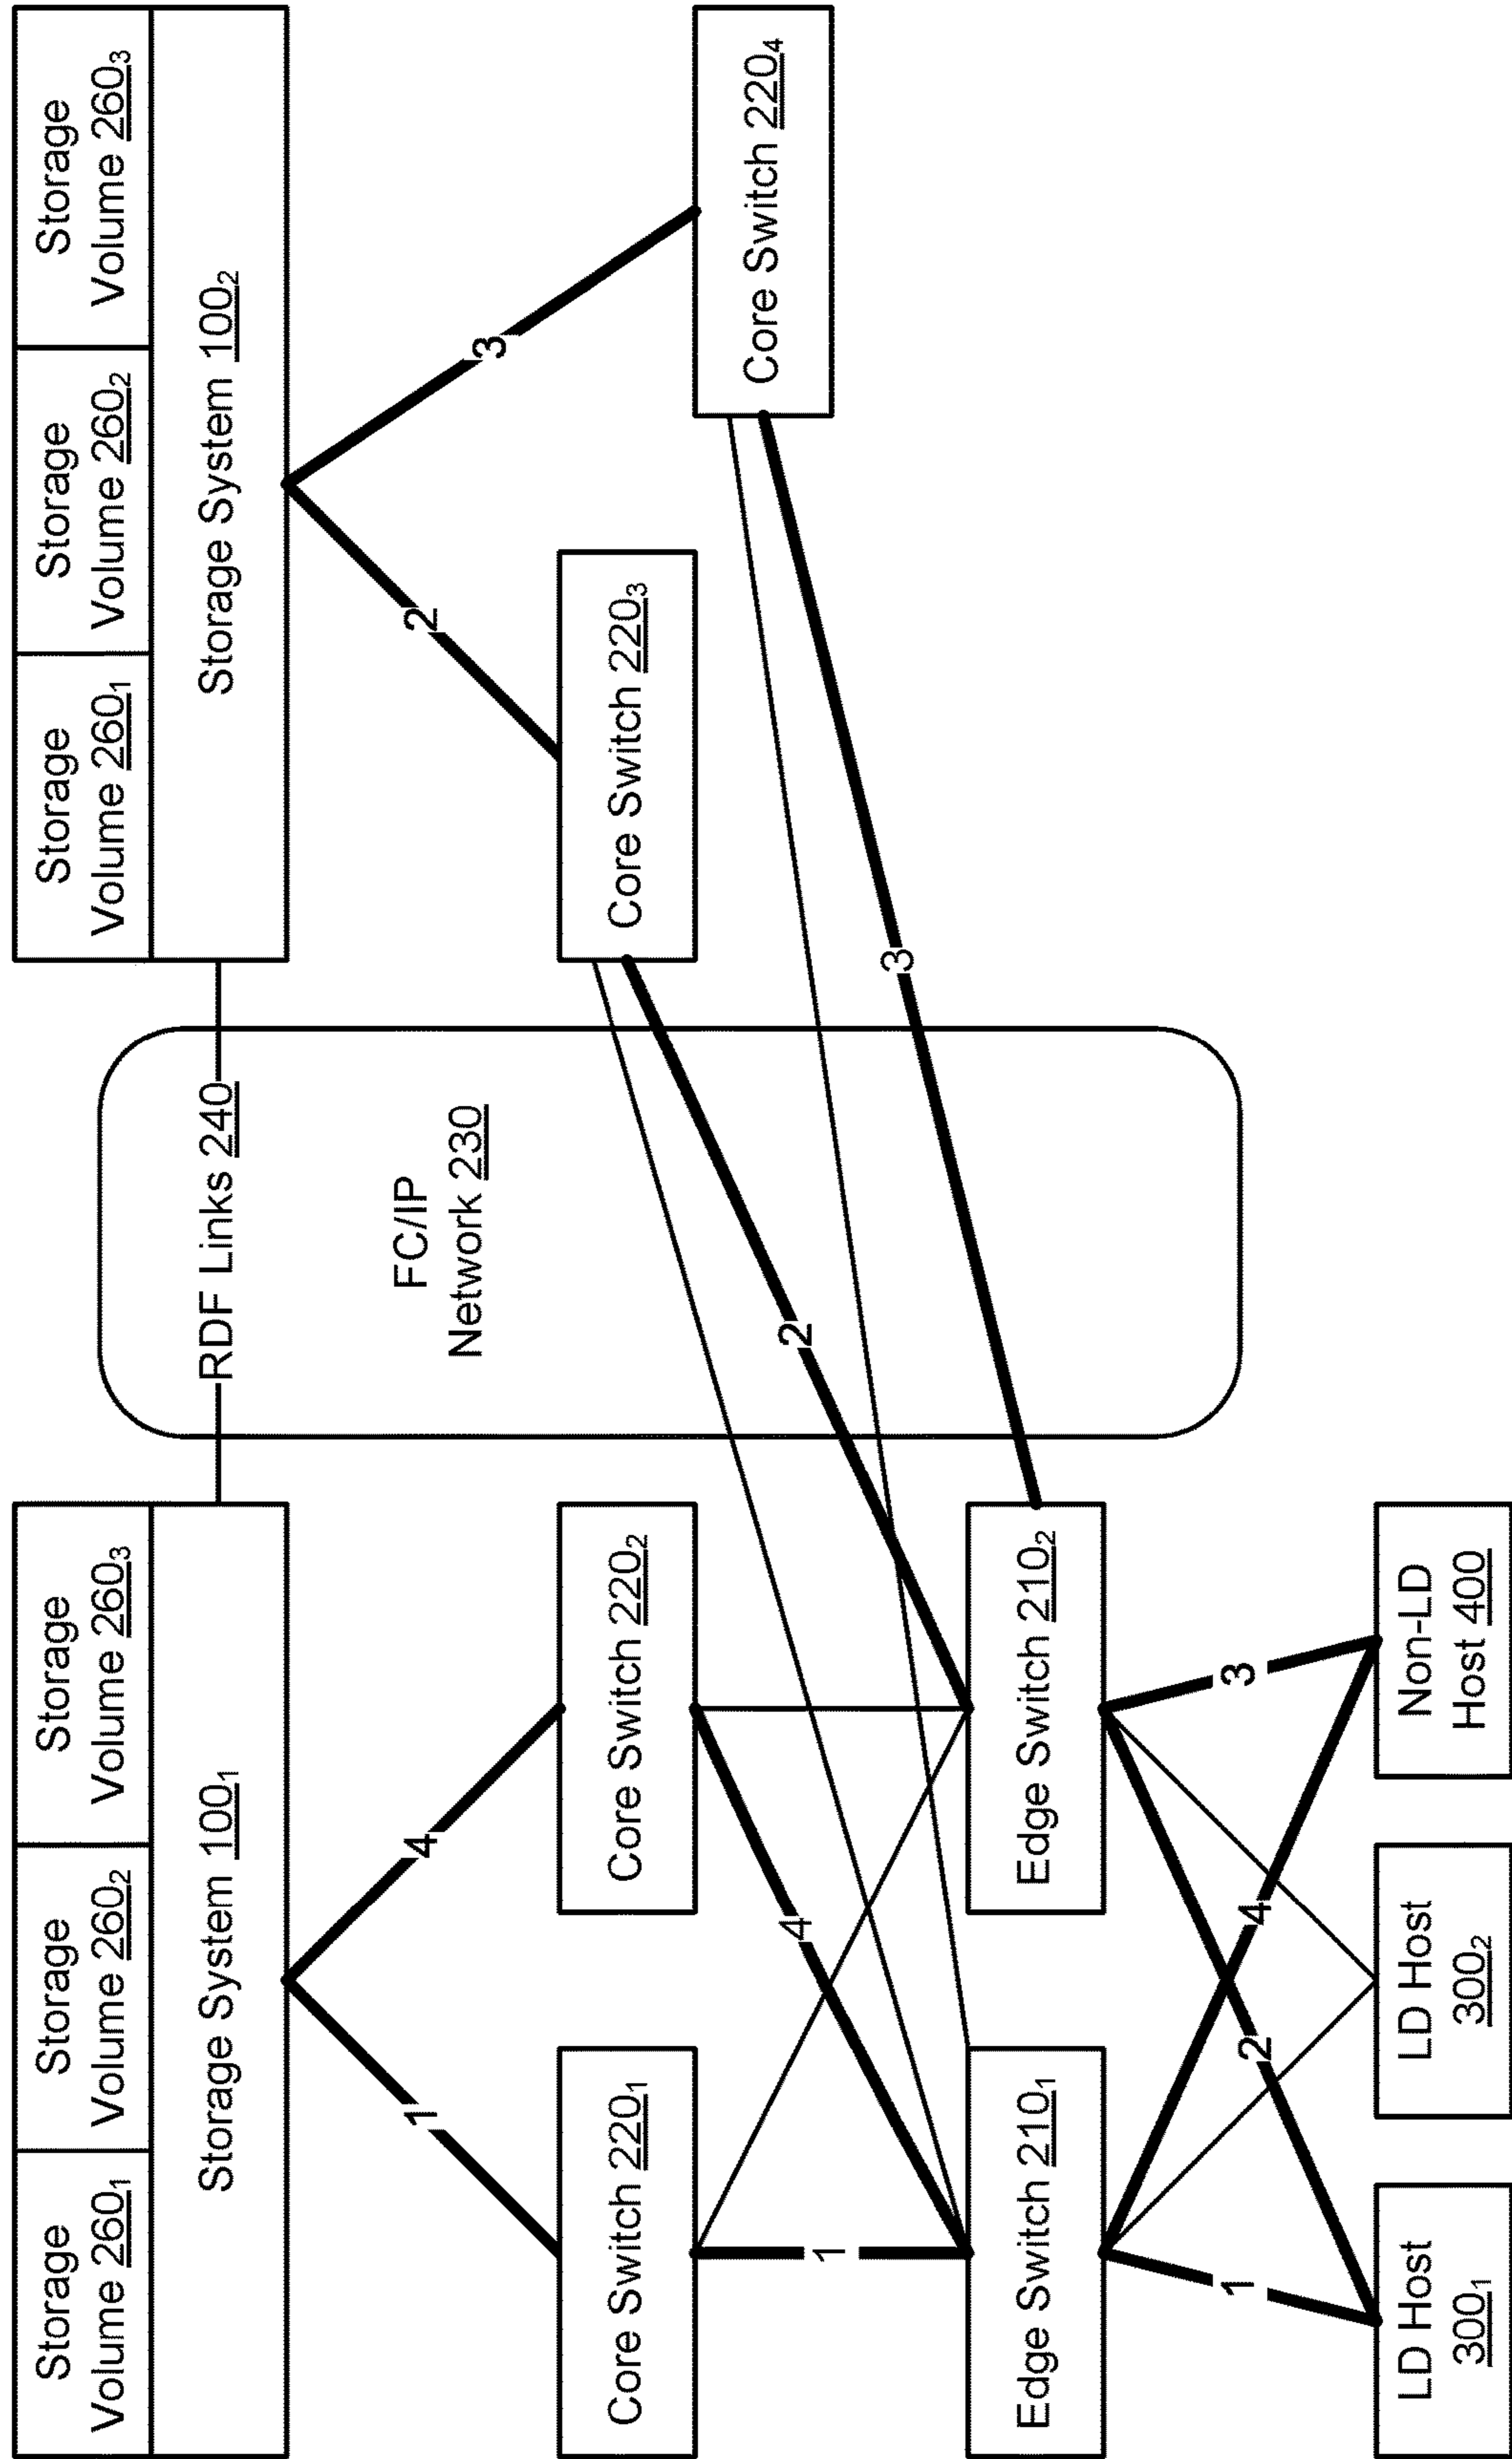 Storage
Volume 260₁
Storage
Volume 260₂
Storage
Volume 260₃
Storage System 100₁
RDF Links 240
Storage
Volume 260₁
Storage
Volume 260₂
Storage
Volume 260₃
Storage System 100₂
FC/IP
Network 230
1
4
2
3
Core Switch 220₁
Core Switch 220₂
Core Switch 220₃
Core Switch 220₄
1
4
2
3
Edge Switch 210₁
Edge Switch 210₂
1
2
4
3
LD Host
300₁
LD Host
300₂
Non-LD
Host 400